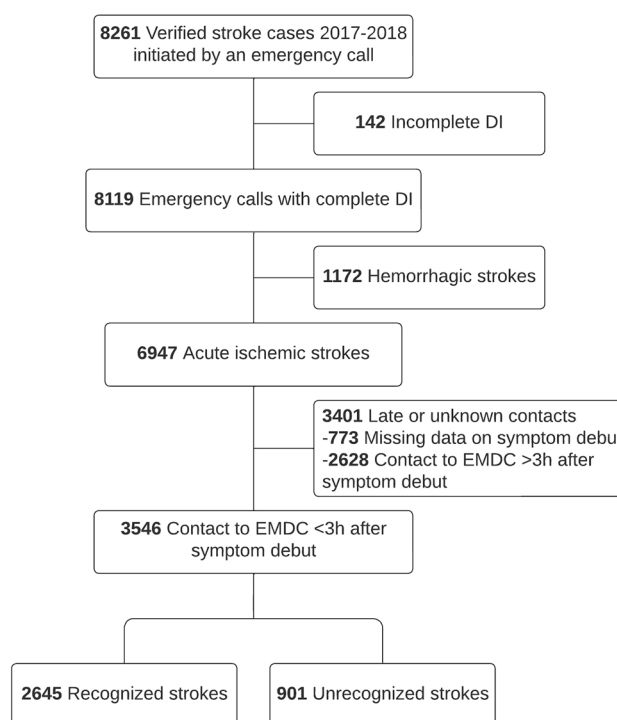 8261 Verified stroke cases 2017-2018
initiated by an emergency call
142 Incomplete DI
8119 Emergency calls with complete DI
1172 Hemorrhagic strokes
6947 Acute ischemic strokes
3401 Late or unknown contacts
-773 Missing data on symptom debu
-2628 Contact to EMDC >3h after
symptom debut
3546 Contact to EMDC <3h after
symptom debut
2645 Recognized strokes
901 Unrecognized strokes